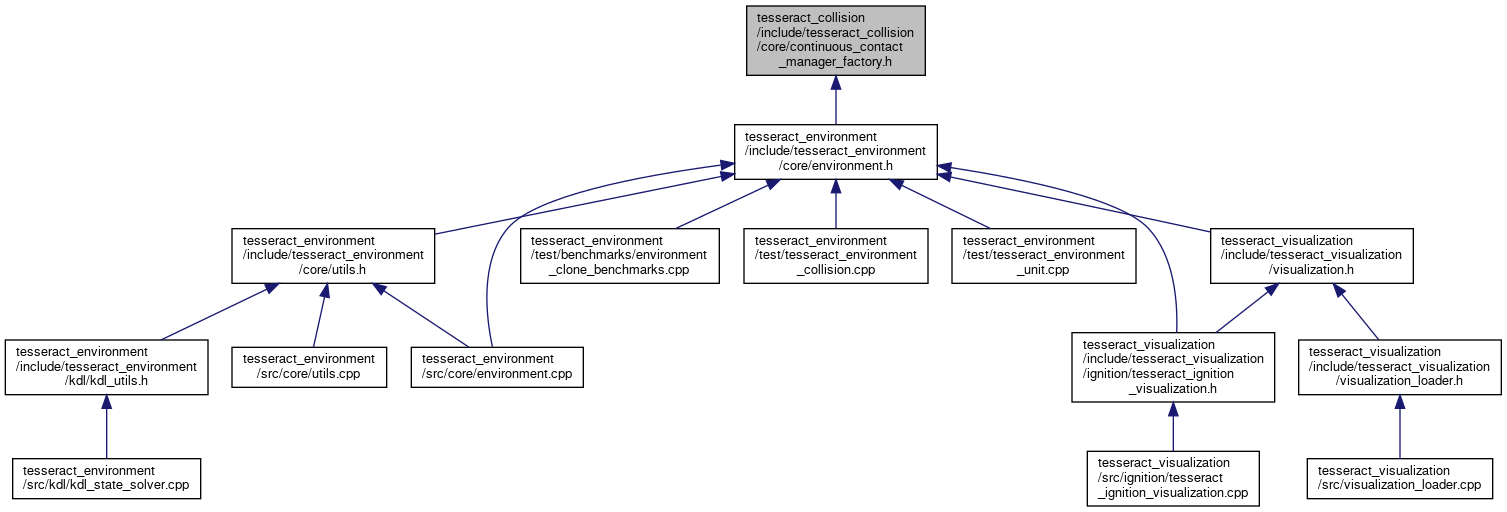 tesseract_collision
/include/tesseract_collision
/core/continuous_contact
_manager_factory.h
tesseract_environment
/include/tesseract_environment
/core/environment.h
tesseract_environment
/include/tesseract_environment
/core/utils.h
tesseract_environment
/test/benchmarks/environment
_clone_benchmarks.cpp
tesseract_environment
/test/tesseract_environment
_collision.cpp
tesseract_environment
/test/tesseract_environment
_unit.cpp
tesseract_visualization
/include/tesseract_visualization
/visualization.h
tesseract_environment
/include/tesseract_environment
/kdl/kdl_utils.h
tesseract_environment
/src/core/utils.cpp
tesseract_environment
/src/core/environment.cpp
tesseract_visualization
/include/tesseract_visualization
/ignition/tesseract_ignition
_visualization.h
tesseract_visualization
/include/tesseract_visualization
/visualization_loader.h
tesseract_environment
/src/kdl/kdl_state_solver.cpp
tesseract_visualization
/src/ignition/tesseract
_ignition_visualization.cpp
tesseract_visualization
/src/visualization_loader.cpp